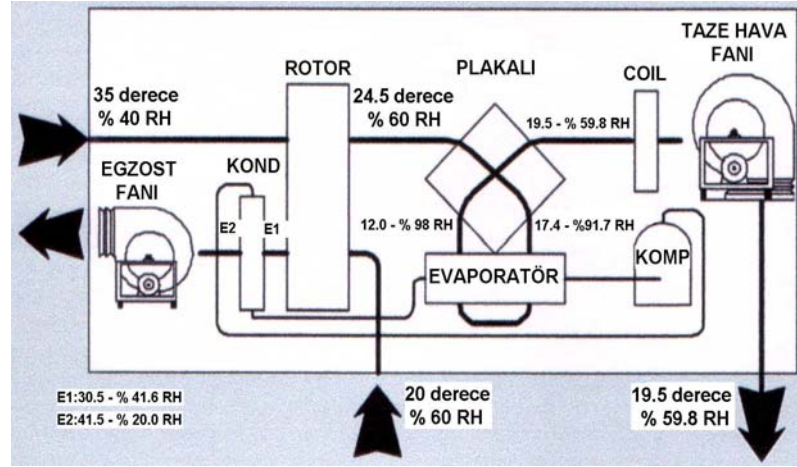 TAZE HAVA
FANI
ROTOR
PLAKALI
COIL
35 derece
% 40 RH
24.5 derece
% 60 RH
19.5 - % 59.8 RH
EGZOST
FANI
KOND
E2
E1
12.0 - % 98 RH
17.4 - %91.7 RH
EVAPORATÖR
KOMP
E1:30.5 - % 41.6 RH
E2:41.5 - % 20.0 RH
20 derece
% 60 RH
19.5 derece
% 59.8 RH